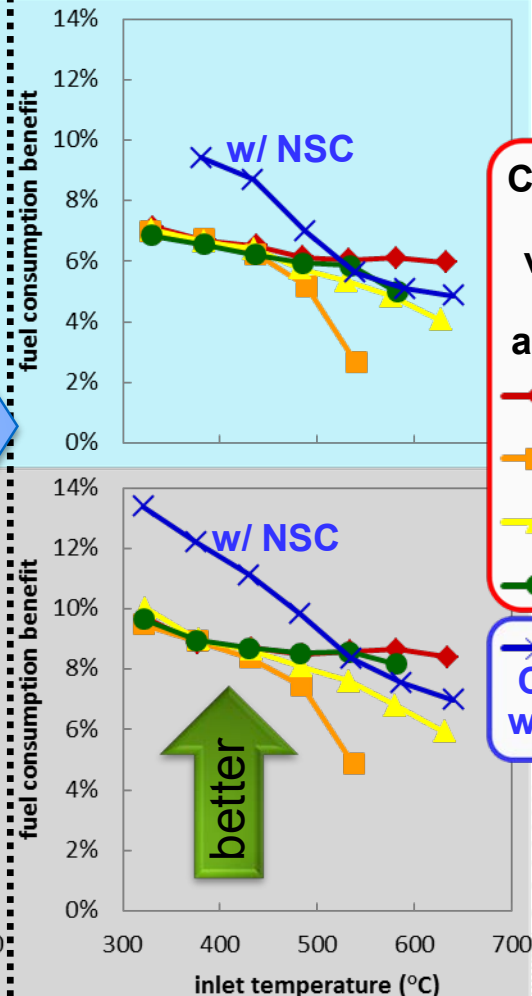 14%
12%
10%
8%
6%
4%
2%
0%
fuel consumption benefit
w/ NSC
14%
12%
10%
8%
6%
4%
2%
0%
fuel consumption benefit
w/ NSC
better
300
400
500
600
700
inlet temperature (°C)
C
v
a
C
w